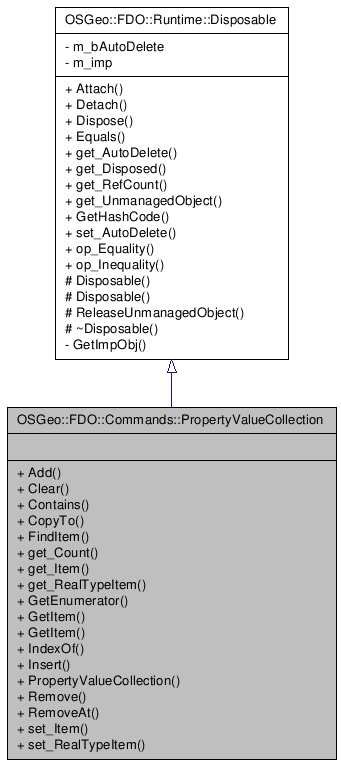 OSGeo::FDO::Runtime::Disposable
- m_bAutoDelete
- m_imp
+ Attach()
+ Detach()
+ Dispose()
+ Equals()
+ get_AutoDelete()
+ get_Disposed()
+ get_RefCount()
+ get_UnmanagedObject()
+ GetHashCode()
+ set_AutoDelete()
+ op_Equality()
+ op_Inequality()
# Disposable()
# Disposable()
# ReleaseUnmanagedObject()
# ~Disposable()
- GetImpObj()
OSGeo::FDO::Commands::PropertyValueCollection
+ Add()
+ Clear()
+ Contains()
+ CopyTo()
+ FindItem()
+ get_Count()
+ get_Item()
+ get_RealTypeItem()
+ GetEnumerator()
+ GetItem()
+ GetItem()
+ IndexOf()
+ Insert()
+ PropertyValueCollection()
+ Remove()
+ RemoveAt()
+ set_Item()
+ set_RealTypeItem()